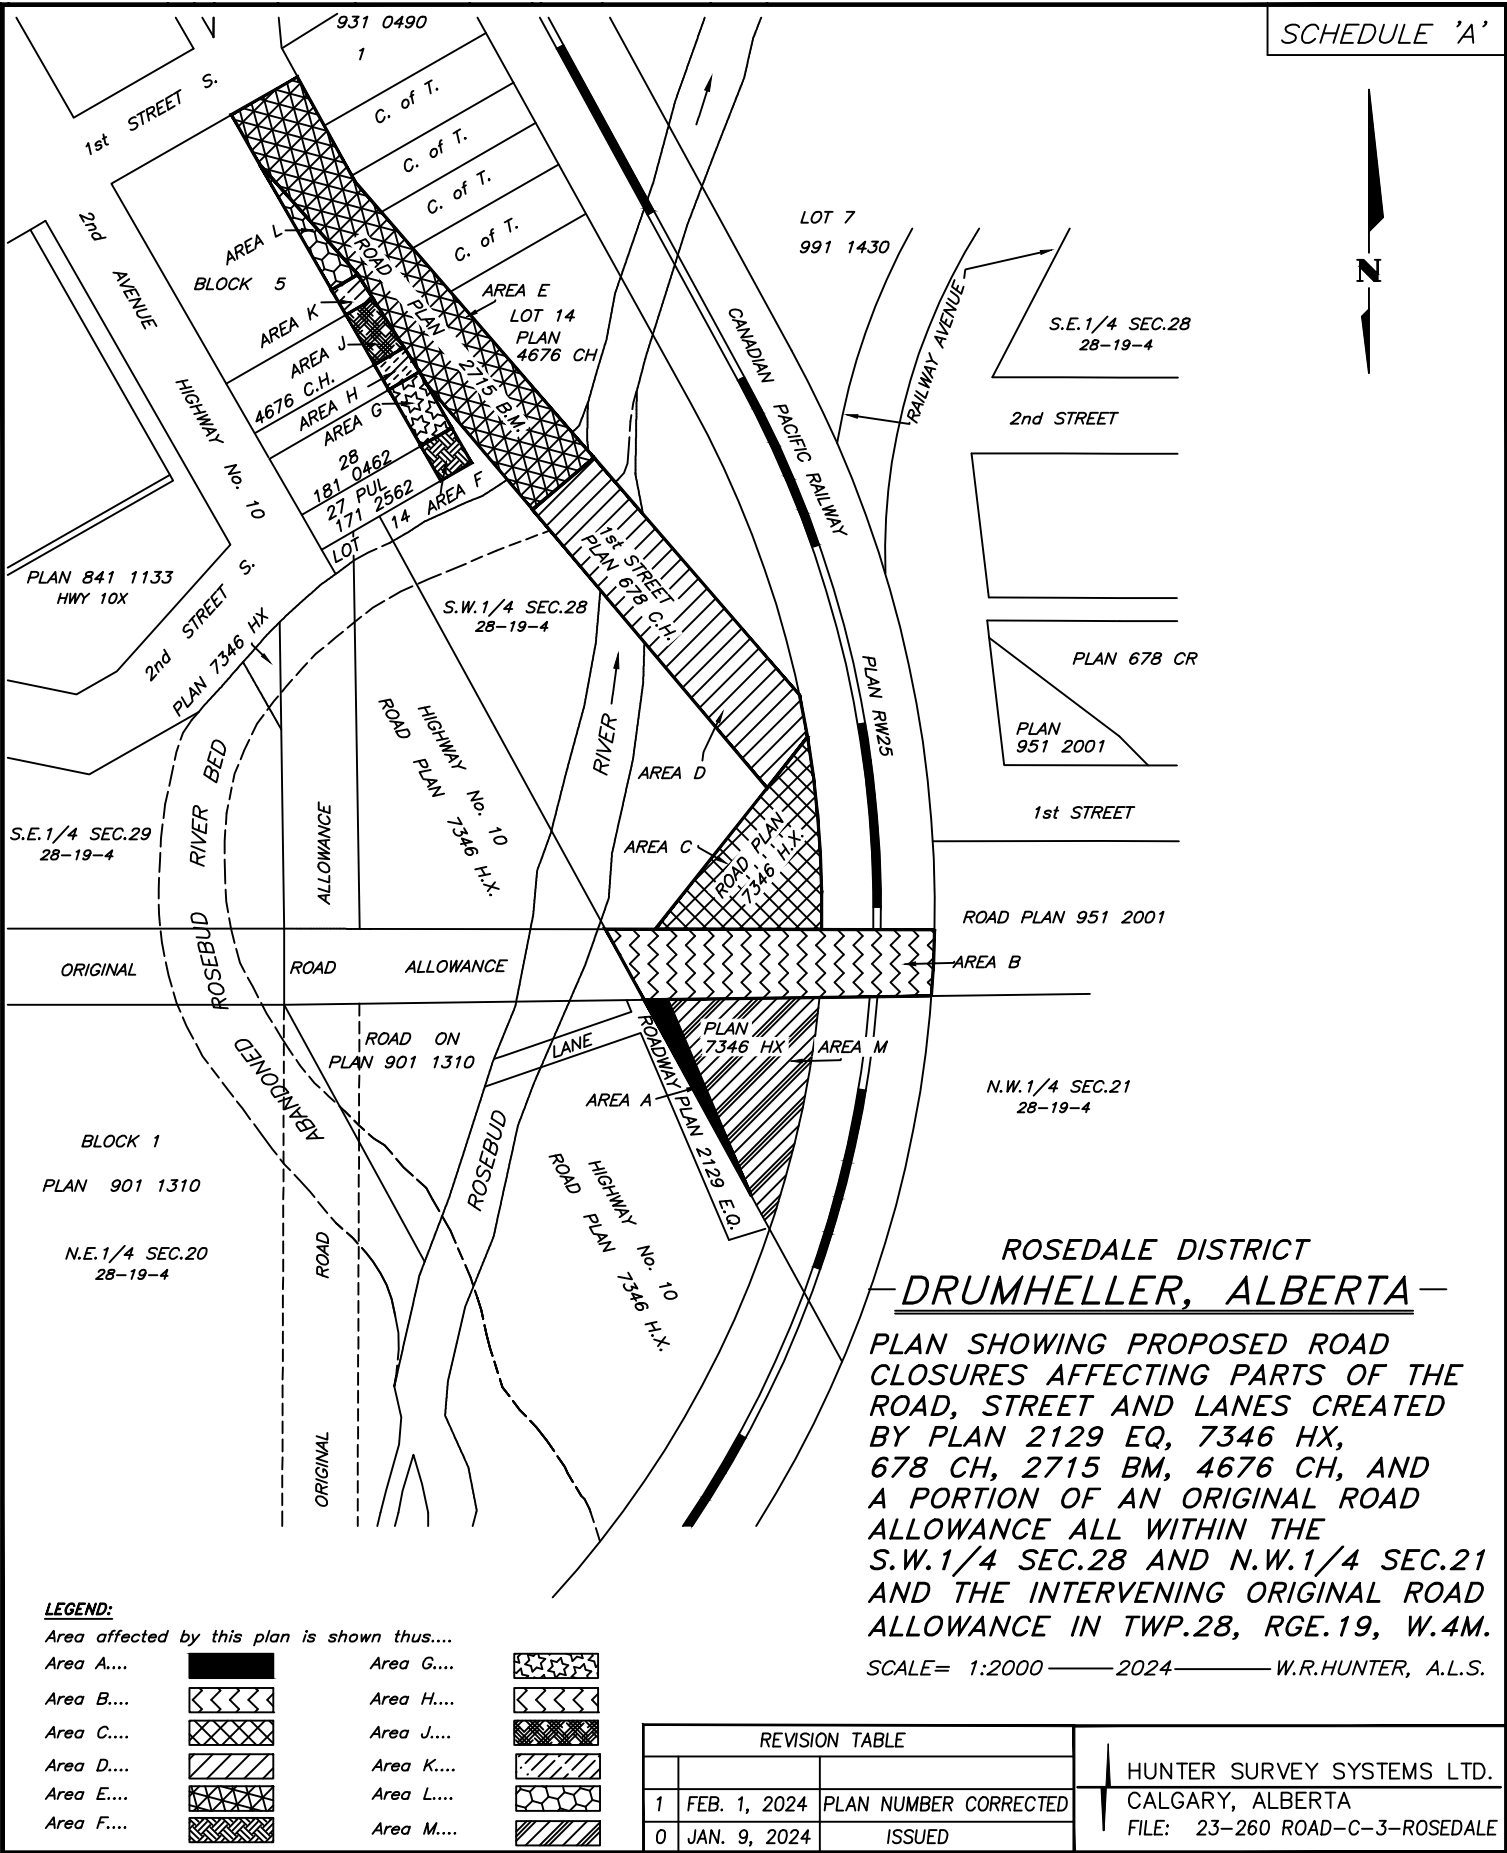 SCHEDULE 'A'
931 0490
1
1st STREET S.
C. of T.
C. of T.
C. of T.
C. of T.
2nd AVENUE
AREA L
BLOCK 5
AREA K
AREA J
4676 C.H.
AREA H
AREA G
28
181 0462
27 PUL
171 2562
LOT 14
AREA F
HIGHWAY No. 10
ROAD PLAN 2715 B.M.
AREA E
LOT 14
PLAN
4676 CH
LOT 7
991 1430
N
RAILWAY AVENUE
CANADIAN PACIFIC RAILWAY
S.E.1/4 SEC.28
28-19-4
2nd STREET
PLAN 841 1133
HWY 10X
2nd STREET S.
PLAN 7346 HX
S.W.1/4 SEC.28
28-19-4
1st STREET
PLAN 678 C.H.
PLAN RW25
PLAN 678 CR
PLAN
951 2001
1st STREET
HIGHWAY No. 10
ROAD PLAN 7346 H.X.
RIVER
AREA D
AREA C
ROAD PLAN
7346 H.X.
S.E.1/4 SEC.29
28-19-4
ROSEBUD RIVER BED
ABANDONED
ALLOWANCE
ROAD PLAN 951 2001
ORIGINAL ROAD ALLOWANCE
AREA B
ROAD ON
PLAN 901 1310
LANE
ROADWAY PLAN 2129 E.Q.
PLAN
7346 HX
AREA M
AREA A
N.W.1/4 SEC.21
28-19-4
BLOCK 1
PLAN 901 1310
N.E.1/4 SEC.20
28-19-4
ROAD
ORIGINAL
ROSEBUD
HIGHWAY No. 10
ROAD PLAN 7346 H.X.
ROSEDALE DISTRICT
DRUMHELLER, ALBERTA
PLAN SHOWING PROPOSED ROAD
CLOSURES AFFECTING PARTS OF THE
ROAD, STREET AND LANES CREATED
BY PLAN 2129 EQ, 7346 HX,
678 CH, 2715 BM, 4676 CH, AND
A PORTION OF AN ORIGINAL ROAD
ALLOWANCE ALL WITHIN THE
S.W.1/4 SEC.28 AND N.W.1/4 SEC.21
AND THE INTERVENING ORIGINAL ROAD
ALLOWANCE IN TWP.28, RGE.19, W.4M.
SCALE= 1:2000 2024 W.R.HUNTER, A.L.S.
LEGEND:
Area affected by this plan is shown thus....
Area A....
Area B....
Area C....
Area D....
Area E....
Area F....
Area G....
Area H....
Area J....
Area K....
Area L....
Area M....
REVISION TABLE
1 FEB. 1, 2024 PLAN NUMBER CORRECTED
0 JAN. 9, 2024 ISSUED
HUNTER SURVEY SYSTEMS LTD.
CALGARY, ALBERTA
FILE: 23-260 ROAD-C-3-ROSEDALE